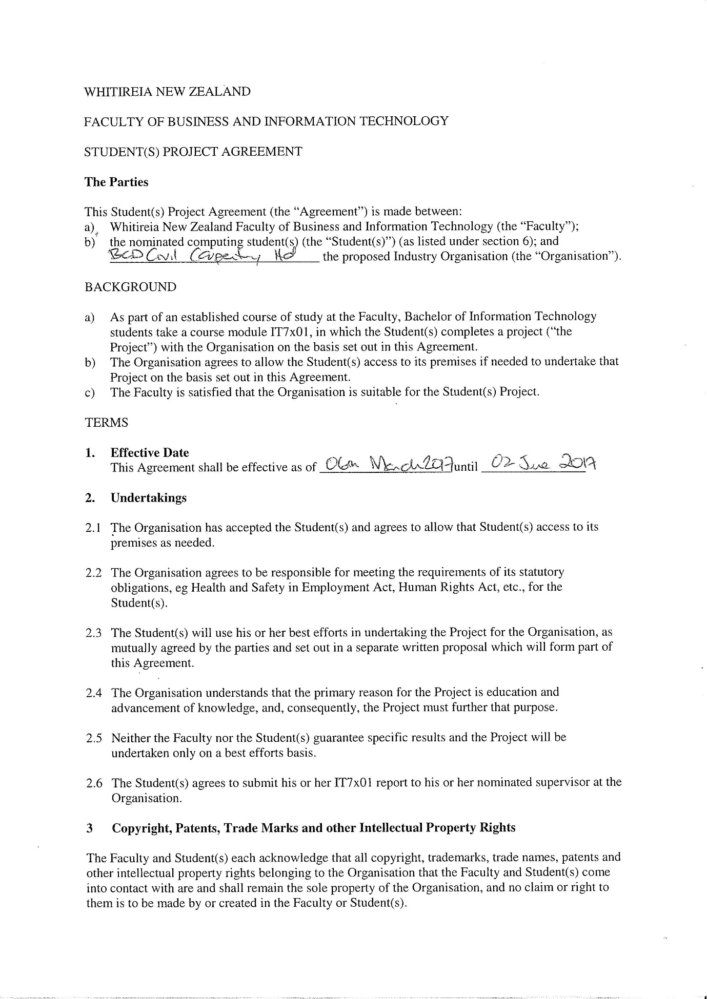 WHITIREIA NEW ZEALAND
FACULTY OF BUSINESS AND INFORMATION TECHNOLOGY
STUDENT(S) PROJECT AGREEMENT
The Parties
This Student(s) Project Agreement (the “Agreement”) is made between:
a) Whitireia New Zealand Faculty of Business and Information Technology (the “Faculty”);
b) the nominated computing student(s) (the “Student(s)”) (as listed under section 6); and
BCD Civil the proposed Industry Organisation (the “Organisation”).
BACKGROUND
a) As part of an established course of study at the Faculty, Bachelor of Information Technology
students take a course module IT7x01, in which the Student(s) completes a project (“the
Project”) with the Organisation on the basis set out in this Agreement.
b) The Organisation agrees to allow the Student(s) access to its premises if needed to undertake that
Project on the basis set out in this Agreement.
c) The Faculty is satisfied that the Organisation is suitable for the Student(s) Project.
TERMS
1. Effective Date
This Agreement shall be effective as of March 2017 until 02 June 2017
2. Undertakings
2.1 The Organisation has accepted the Student(s) and agrees to allow that Student(s) access to its
premises as needed.
2.2 The Organisation agrees to be responsible for meeting the requirements of its statutory
obligations, eg Health and Safety in Employment Act, Human Rights Act, etc., for the
Student(s).
2.3 The Student(s) will use his or her best efforts in undertaking the Project for the Organisation, as
mutually agreed by the parties and set out in a separate written proposal which will form part of
this Agreement.
2.4 The Organisation understands that the primary reason for the Project is education and
advancement of knowledge, and, consequently, the Project must further that purpose.
2.5 Neither the Faculty nor the Student(s) guarantee specific results and the Project will be
undertaken only on a best efforts basis.
2.6 The Student(s) agrees to submit his or her IT7x01 report to his or her nominated supervisor at the
Organisation.
3 Copyright, Patents, Trade Marks and other Intellectual Property Rights
The Faculty and Student(s) each acknowledge that all copyright, trademarks, trade names, patents and
other intellectual property rights belonging to the Organisation that the Faculty and Student(s) come
into contact with are and shall remain the sole property of the Organisation, and no claim or right to
them is to be made by or created in the Faculty or Student(s).